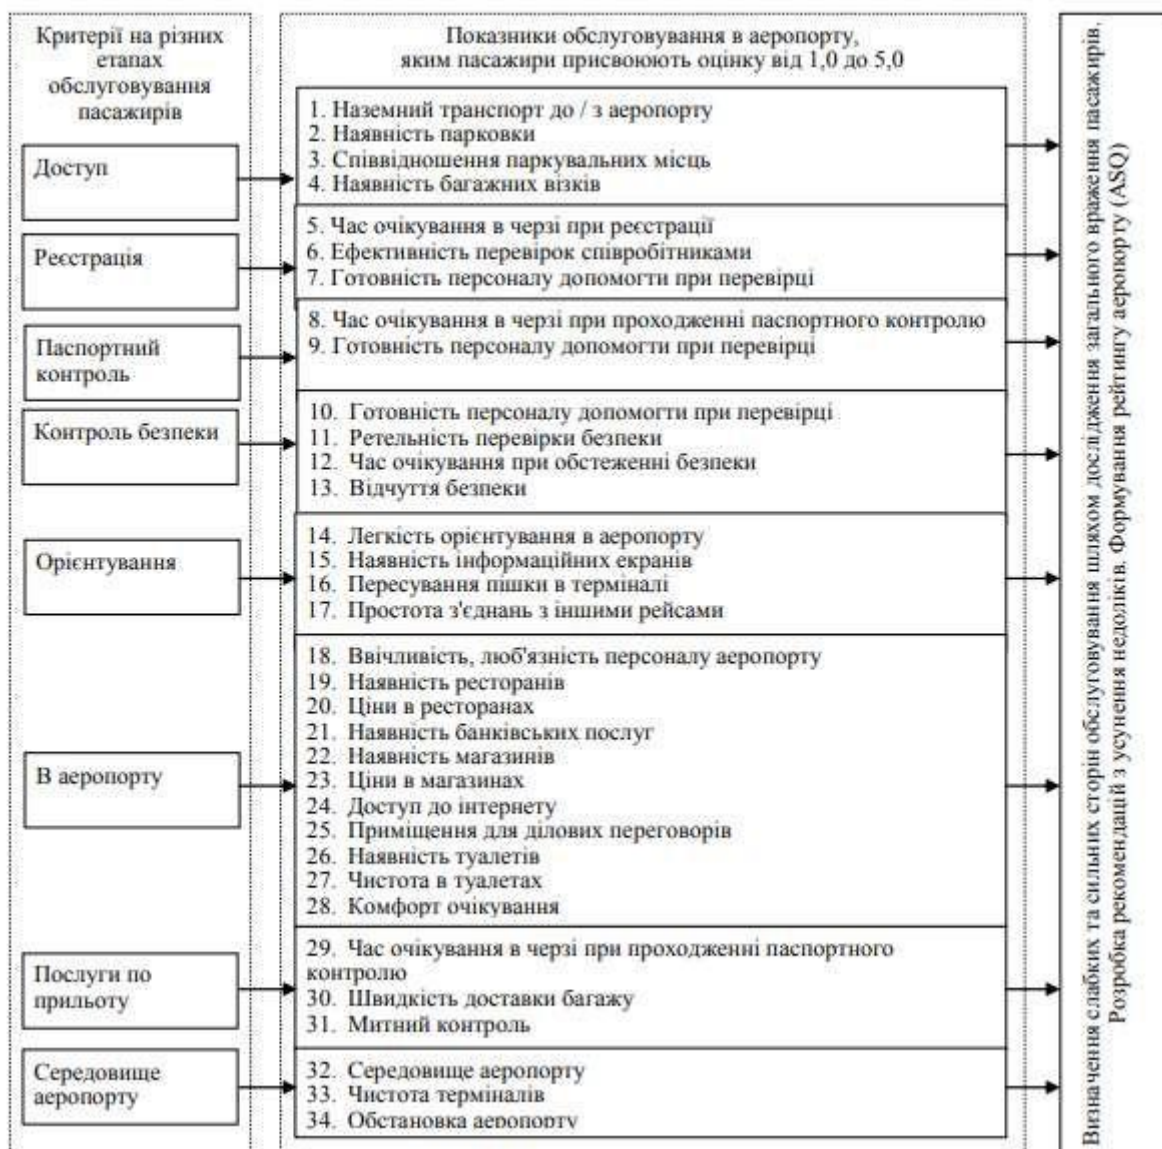 Критерії на різних
етапах
обслуговування
пасажирів
Показники обслуговування в аеропорту,
яким пасажири присвоюють оцінку від 1,0 до 5,0
Доступ
1. Наземний транспорт до / з аеропорту
2. Наявність парковки
3. Співвідношення паркувальних місць
4. Наявність багажних візків
Реєстрація
5. Час очікування в черзі при реєстрації
6. Ефективність перевірок співробітниками
7. Готовність персоналу допомогти при перевірці
Паспортний
контроль
8. Час очікування в черзі при проходженні паспортного контролю
9. Готовність персоналу допомогти при перевірці
Контроль безпеки
10. Готовність персоналу допомогти при перевірці
11. Ретельність перевірки безпеки
12. Час очікування при обстеженні безпеки
13. Відчуття безпеки
Орієнтування
14. Легкість орієнтування в аеропорту
15. Наявність інформаційних екранів
16. Пересування пішки в терміналі
17. Простота з'єднань з іншими рейсами
В аеропорту
18. Ввічливість, люб'язність персоналу аеропорту
19. Наявність ресторанів
20. Ціни в ресторанах
21. Наявність банківських послуг
22. Наявність магазинів
23. Ціни в магазинах
24. Доступ до інтернету
25. Приміщення для ділових переговорів
26. Наявність туалетів
27. Чистота в туалетах
28. Комфорт очікування
Послуги по
прильоту
29. Час очікування в черзі при проходженні паспортного
контролю
30. Швидкість доставки багажу
31. Митний контроль
Середовище
аеропорту
32. Середовище аеропорту
33. Чистота терміналів
34. Обстановка аеропорту
Визначення слабких та сильних сторін обслуговування шляхом дослідження загального враження пасажирів.
Розробка рекомендацій з усунення недоліків. Формування рейтингу аеропорту (ASQ)